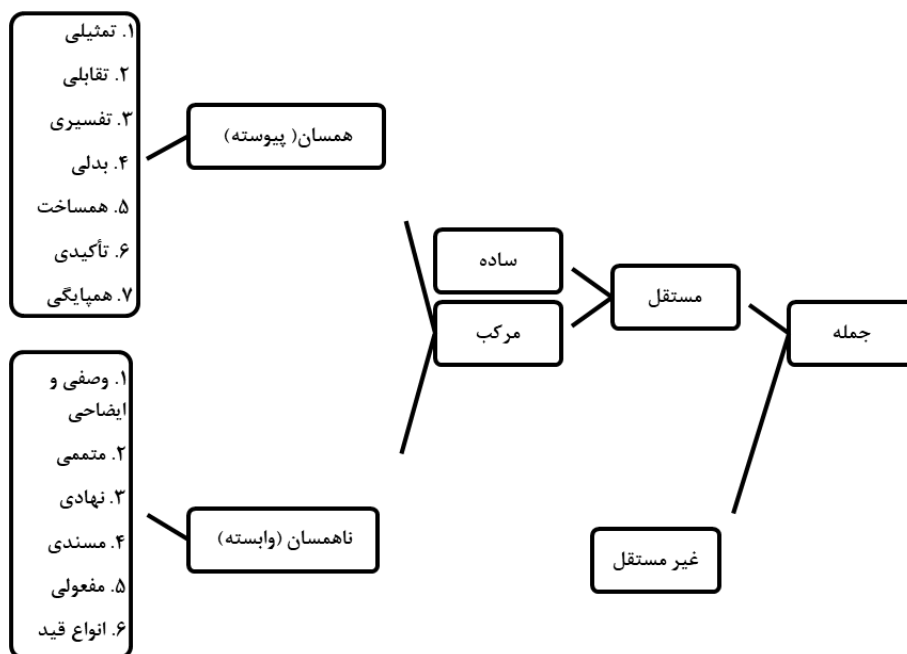 جمله
مستقل
غیر مستقل
ساده
مرکب
همسان( پیوسته)
۱. تمثیلی
۲. تقابلی
۳. تفسیری
۴. بدلی
۵. همساخت
۶. تأکیدی
۷. همپایگی
ناهمسان (وابسته)
۱. وصفی و
ایضاحی
۲. متممی
۳. نهادی
۴. مسندی
۵. مفعولی
۶. انواع قید